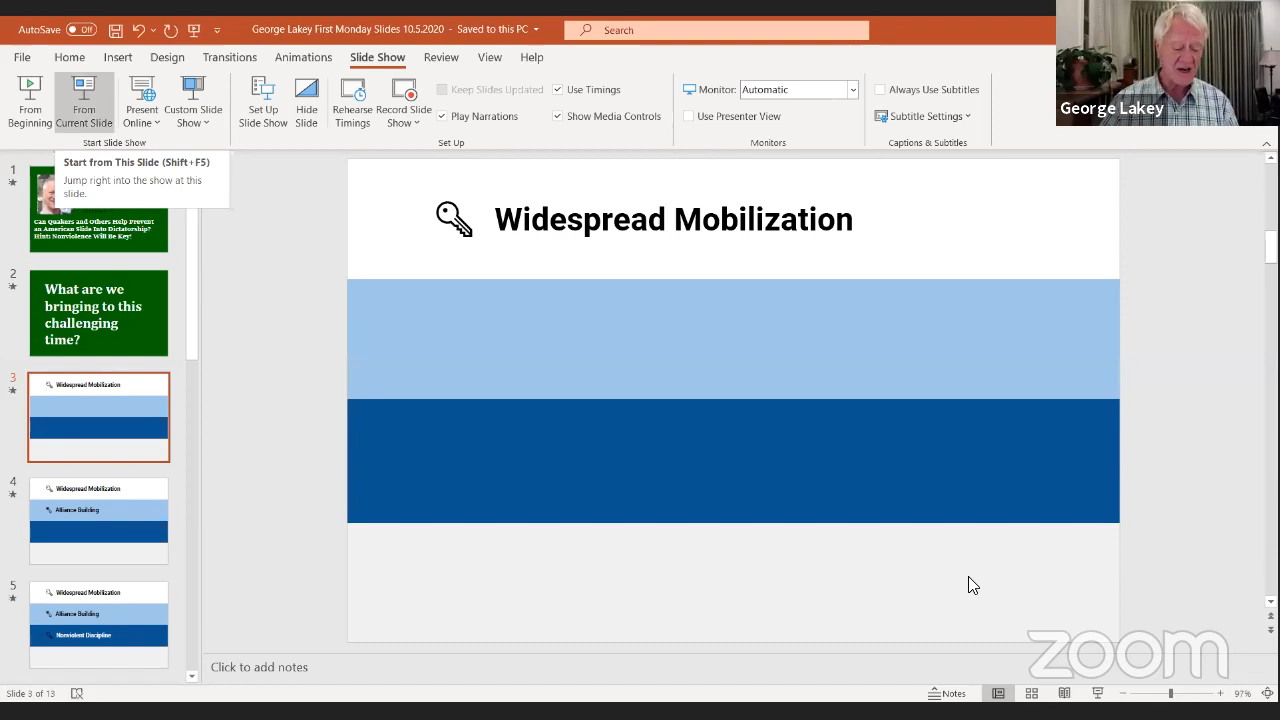 AutoSave Off
George Lakey First Monday Slides 10.5.2020 - Saved to this PC
Search
File Home Insert Design Transitions Animations Slide Show Review View Help
From Beginning
From Current Slide
Present Online
Custom Slide Show
Start Slide Show
Set Up Slide Show
Hide Slide
Rehearse Timings
Record Slide Show
Keep Slides Updated
Play Narrations
Use Timings
Show Media Controls
Set Up
Monitor: Automatic
Use Presenter View
Monitors
Always Use Subtitles
Subtitle Settings
Captions & Subtitles
George Lakey
Start from This Slide (Shift+F5)
Jump right into the show at this
slide.
1
Can Quakers and Others Help Prevent
an American Slide Into Dictatorship?
Hint: Nonviolence Will Be Key!
2
What are we
bringing to this
challenging
time?
3
Widespread Mobilization
4
Widespread Mobilization
Alliance Building
5
Widespread Mobilization
Alliance Building
Nonviolent Discipline
Widespread Mobilization
Click to add notes
zoom
Slide 3 of 13
Notes
97%